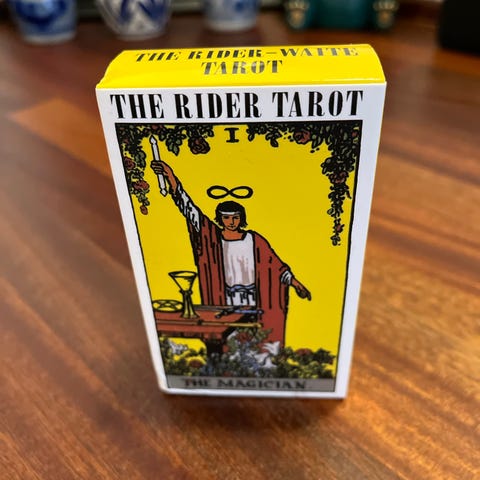 THE RIDER-WAITE
TAROT
THE RIDER TAROT
I
THE MAGICIAN.